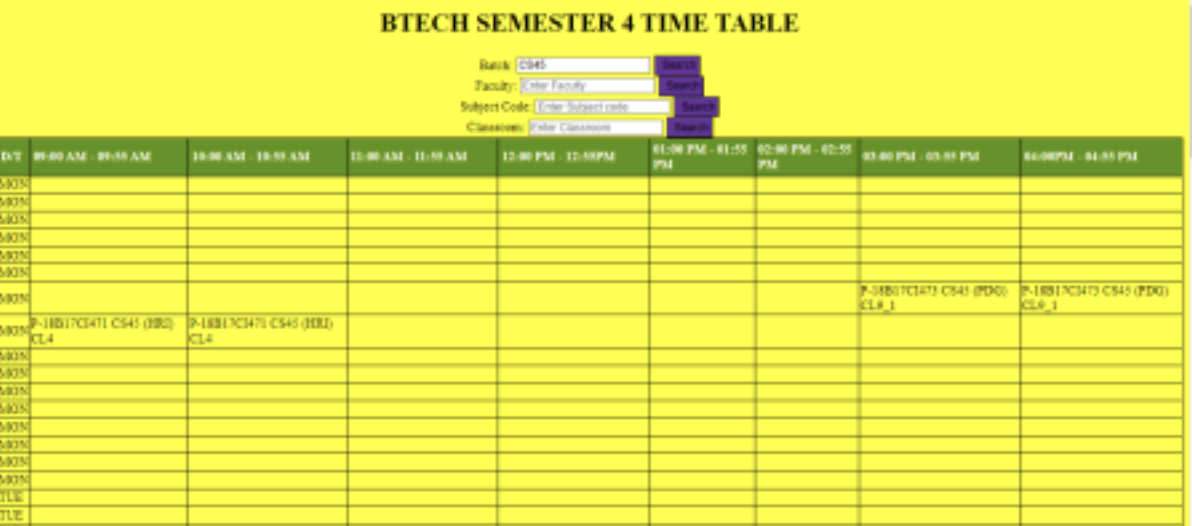 BTECH SEMESTER 4 TIME TABLE
Batch: CS45 Search
Faculty: Enter Faculty Search
Subject Code: Enter Subject code Search
Classroom: Enter Classroom Search
D/T 09:00 AM - 09:55 AM 10:00 AM - 10:55 AM 11:00 AM - 11:55 AM 12:00 PM - 12:55PM 01:00 PM - 01:55 PM 02:00 PM - 02:55 PM 03:00 PM - 03:55 PM 04:00PM - 04:55 PM
MON
MON
MON
MON
MON
MON
MON P-18B17CI473 CS45 (PDG) CL9_1 P-18B17CI473 CS45 (PDG) CL9_1
MON P-18B17CI471 CS45 (HRI) CL4 P-18B17CI471 CS45 (HRI) CL4
MON
MON
MON
MON
MON
MON
MON
MON
TUE
TUE